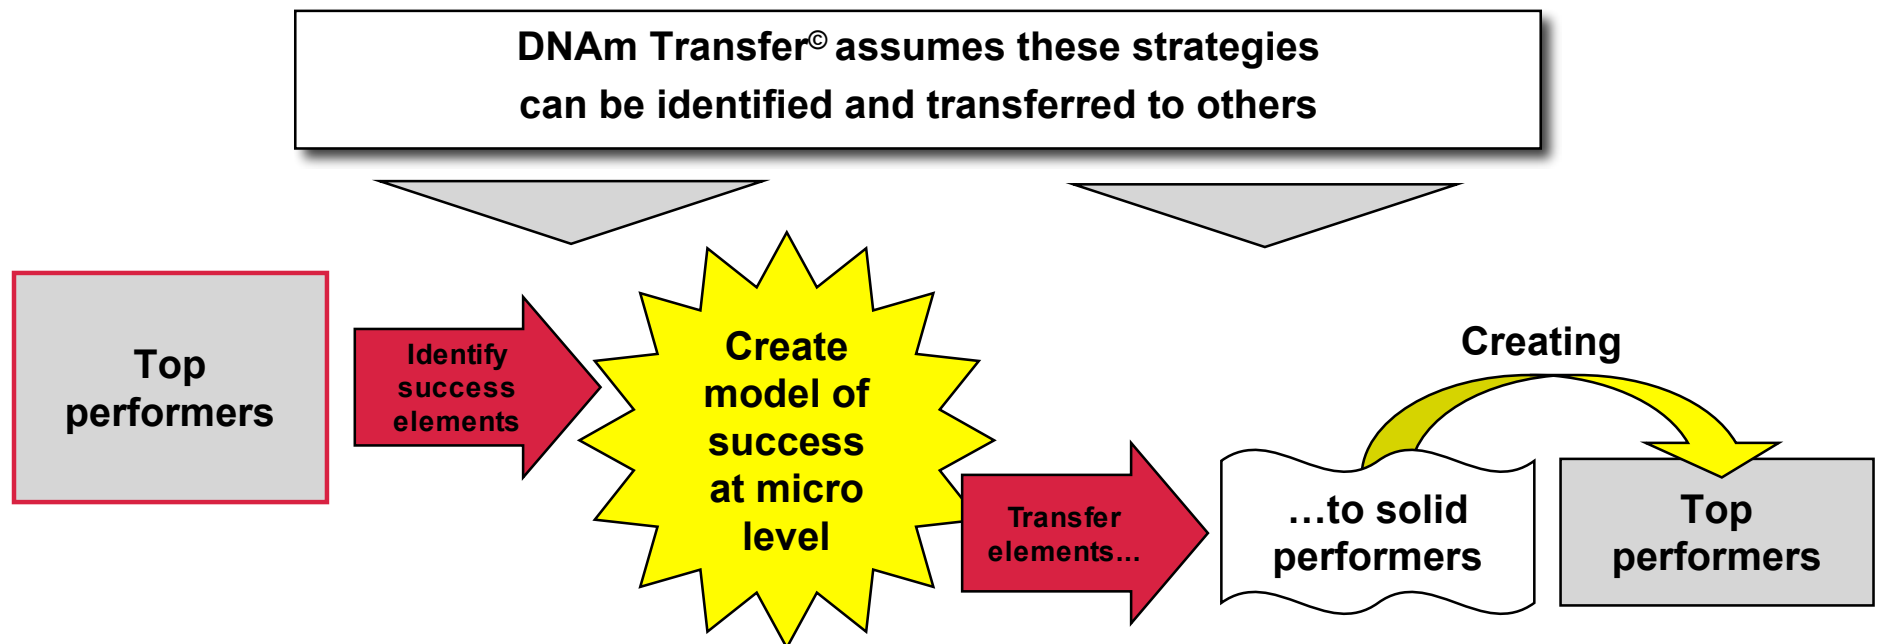 DNAm Transfer© assumes these strategies
can be identified and transferred to others
Top
performers
Identify
success
elements
Create
model of
success
at micro
level
Transfer
elements…
Creating
…to solid
performers
Top
performers